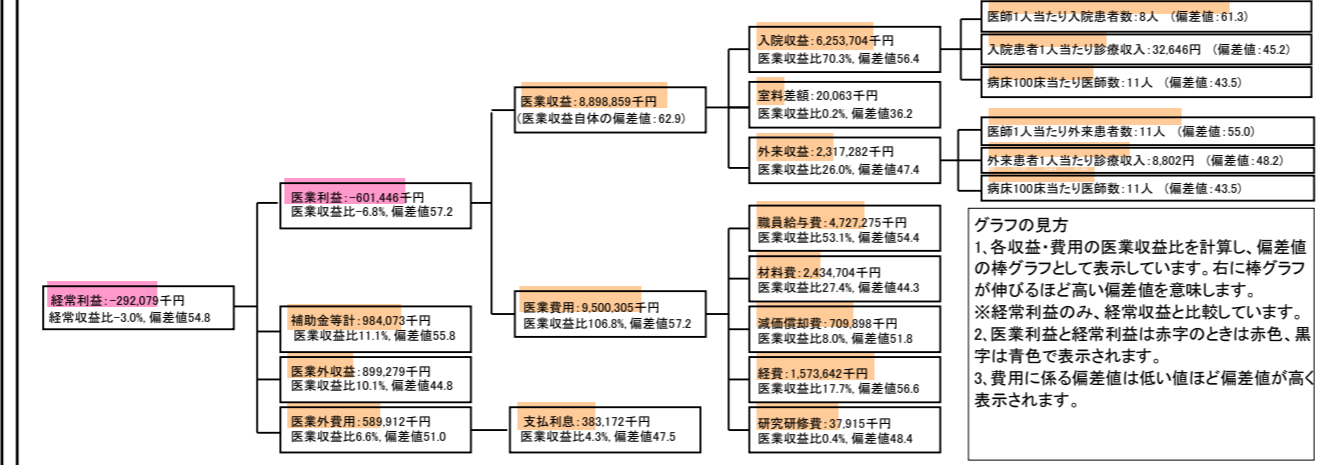 経常利益:-292,079千円
経常収益比-3.0%, 偏差値54.8
医業利益:-601,446千円
医業収益比-6.8%, 偏差値57.2
補助金等計:984,073千円
医業収益比11.1%, 偏差値55.8
医業外収益:899,279千円
医業収益比10.1%, 偏差値44.8
医業外費用:589,912千円
医業収益比6.6%, 偏差値51.0
支払利息:383,172千円
医業収益比4.3%, 偏差値47.5
医業収益:8,898,859千円
(医業収益自体の偏差値:62.9)
医業費用:9,500,305千円
医業収益比106.8%, 偏差値57.2
入院収益:6,253,704千円
医業収益比70.3%, 偏差値56.4
室料差額:20,063千円
医業収益比0.2%, 偏差値36.2
外来収益:2,317,282千円
医業収益比26.0%, 偏差値47.4
職員給与費:4,727,275千円
医業収益比53.1%, 偏差値54.4
材料費:2,434,704千円
医業収益比27.4%, 偏差値44.3
減価償却費:709,898千円
医業収益比8.0%, 偏差値51.8
経費:1,573,642千円
医業収益比17.7%, 偏差値56.6
研究研修費:37,915千円
医業収益比0.4%, 偏差値48.4
医師1人当たり入院患者数:8人 (偏差値:61.3)
入院患者1人当たり診療収入:32,646円 (偏差値:45.2)
病床100床当たり医師数:11人 (偏差値:43.5)
医師1人当たり外来患者数:11人 (偏差値:55.0)
外来患者1人当たり診療収入:8,802円 (偏差値:48.2)
病床100床当たり医師数:11人 (偏差値:43.5)
グラフの見方
1、各収益・費用の医業収益比を計算し、偏差値
の棒グラフとして表示しています。右に棒グラフ
が伸びるほど高い偏差値を意味します。
※経常利益のみ、経常収益と比較しています。
2、医業利益と経常利益は赤字のときは赤色、黒
字は青色で表示されます。
3、費用に係る偏差値は低い値ほど偏差値が高く
表示されます。